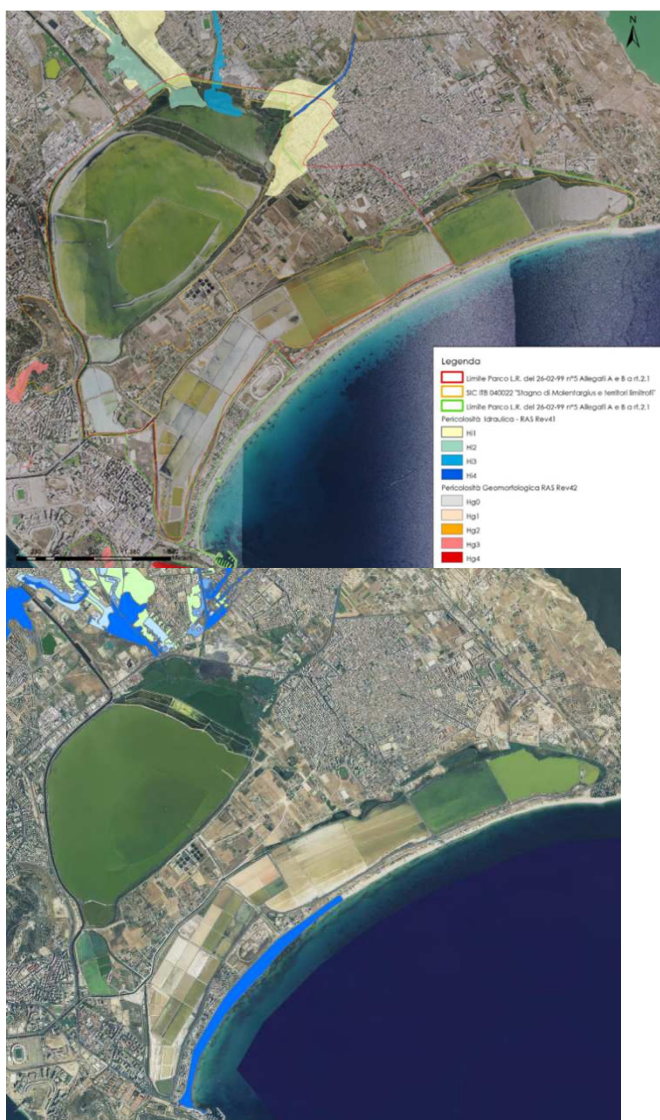 N
Legenda
Limite Parco L.R. del 26-02-99 n°5 Allegati A e B art.2.1
SIC ITB 040022 "Stagno di Molentargius e territori limitrofi"
Limite Parco L.R. del 26-02-99 n°5 Allegati A e B art.2.1
Pericolosità Idraulica - RAS Rev41
Hi1
Hi2
Hi3
Hi4
Pericolosità Geomorfologica RAS Rev42
Hg0
Hg1
Hg2
Hg3
Hg4